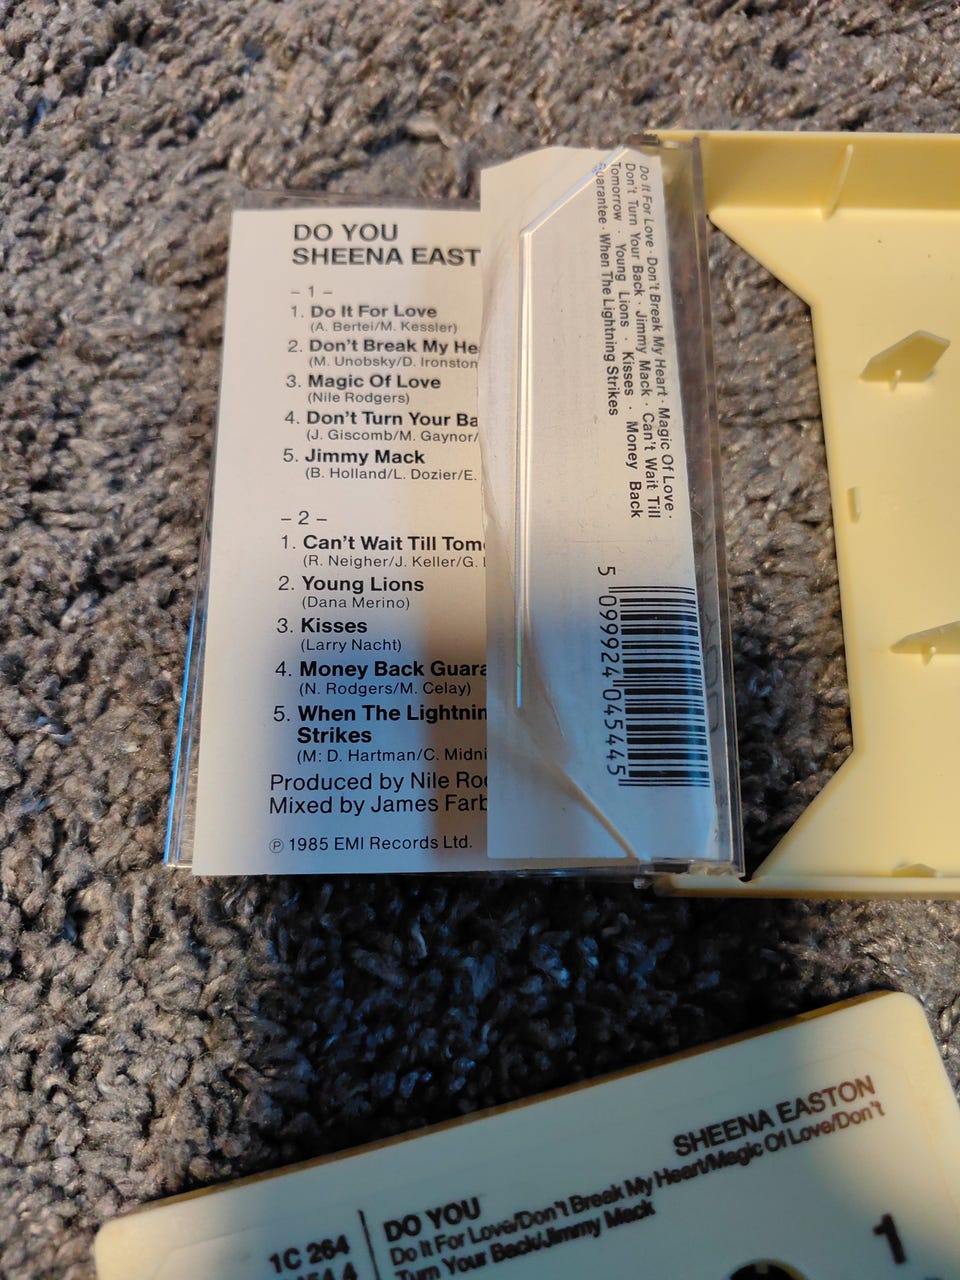 DO YOU
SHEENA EAST
– 1 –
1. Do It For Love
(A. Bertei/M. Kessler)
2. Don't Break My He
(M. Unobsky/D. Ironston
3. Magic Of Love
(Nile Rodgers)
4. Don't Turn Your Ba
(J. Giscomb/M. Gaynor/
5. Jimmy Mack
(B. Holland/L. Dozier/E.
– 2 –
1. Can't Wait Till Tom
(R. Neigher/J. Keller/G.
2. Young Lions
(Dana Merino)
3. Kisses
(Larry Nacht)
4. Money Back Guara
(N. Rodgers/M. Celay)
5. When The Lightnin
Strikes
(M: D. Hartman/C. Midni
Produced by Nile Ro
Mixed by James Farb
℗ 1985 EMI Records Ltd.
Do It For Love · Don't Break My Heart · Magic Of Love ·
Don't Turn Your Back · Jimmy Mack · Can't Wait Till
Tomorrow · Young Lions · Kisses · Money Back
Guarantee · When The Lightning Strikes
5 099924 045445
SHEENA EASTON
1C 264
DO YOU
Do It For Love/Don't Break My Heart/Magic Of Love/Don't
Turn Your Back/Jimmy Mack
1